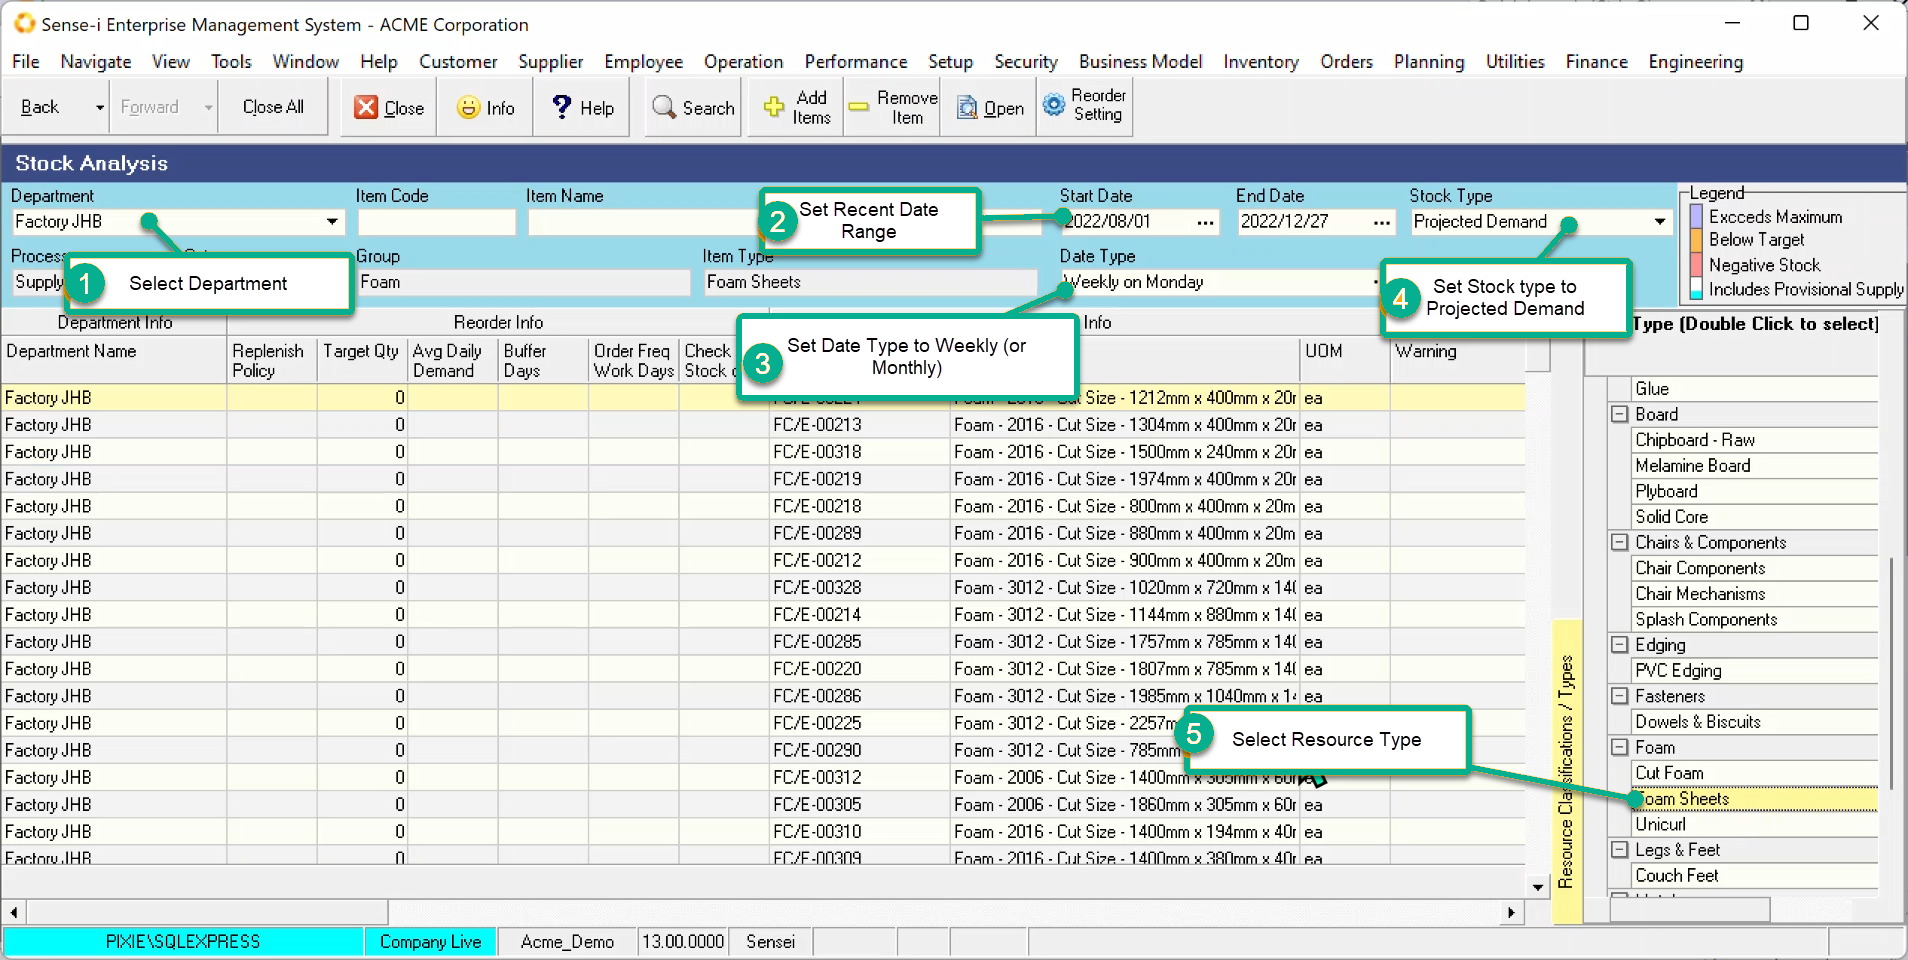 Sense-i Enterprise Management System - ACME Corporation
File Navigate View Tools Window Help Customer Supplier Employee Operation Performance Setup Security Business Model Inventory Orders Planning Utilities Finance Engineering
Back Forward Close All Close Info Help Search Add Items Remove Item Open Reorder Setting
Stock Analysis
Department Item Code Item Name Start Date End Date Stock Type
Factory JHB 2022/08/01 ... 2022/12/27 ... Projected Demand
Group Item Type Date Type
Supply Foam Foam Sheets Weekly on Monday
Legend
Exceeds Maximum
Below Target
Negative Stock
Includes Provisional Supply
1 Select Department
2 Set Recent Date
Range
3 Set Date Type to Weekly (or
Monthly)
4 Set Stock type to
Projected Demand
5 Select Resource Type
Department Info Reorder Info Info
Department Name Replenish Policy Target Qty Avg Daily Demand Buffer Days Order Freq Work Days Check Stock UOM Warning
Factory JHB 0 Cut Size - 1212mm x 400mm x 20m ea
Factory JHB 0 FC/E-00213 Foam - 2016 - Cut Size - 1304mm x 400mm x 20m ea
Factory JHB 0 FC/E-00318 Foam - 2016 - Cut Size - 1500mm x 240mm x 20m ea
Factory JHB 0 FC/E-00219 Foam - 2016 - Cut Size - 1974mm x 400mm x 20m ea
Factory JHB 0 FC/E-00218 Foam - 2016 - Cut Size - 800mm x 400mm x 20m ea
Factory JHB 0 FC/E-00289 Foam - 2016 - Cut Size - 880mm x 400mm x 20m ea
Factory JHB 0 FC/E-00212 Foam - 2016 - Cut Size - 900mm x 400mm x 20m ea
Factory JHB 0 FC/E-00328 Foam - 3012 - Cut Size - 1020mm x 720mm x 140 ea
Factory JHB 0 FC/E-00214 Foam - 3012 - Cut Size - 1144mm x 880mm x 140 ea
Factory JHB 0 FC/E-00285 Foam - 3012 - Cut Size - 1757mm x 785mm x 140 ea
Factory JHB 0 FC/E-00220 Foam - 3012 - Cut Size - 1807mm x 785mm x 140 ea
Factory JHB 0 FC/E-00286 Foam - 3012 - Cut Size - 1985mm x 1040mm x 14 ea
Factory JHB 0 FC/E-00225 Foam - 3012 - Cut Size - 2257m
Factory JHB 0 FC/E-00290 Foam - 3012 - Cut Size - 785mm
Factory JHB 0 FC/E-00312 Foam - 2006 - Cut Size - 1400mm x 305mm x 60m
Factory JHB 0 FC/E-00305 Foam - 2006 - Cut Size - 1860mm x 305mm x 60m ea
Factory JHB 0 FC/E-00310 Foam - 2016 - Cut Size - 1400mm x 194mm x 40m ea
Factory JHB 0 FC/E-00309 Foam - 2016 - Cut Size - 1400mm x 380mm x 40m ea
Resource Classifications / Types
Type (Double Click to select)
Glue
Board
Chipboard - Raw
Melamine Board
Plyboard
Solid Core
Chairs & Components
Chair Components
Chair Mechanisms
Splash Components
Edging
PVC Edging
Fasteners
Dowels & Biscuits
Foam
Cut Foam
Foam Sheets
Unicurl
Legs & Feet
Couch Feet
PIXIE\SQLEXPRESS Company Live Acme_Demo 13.00.0000 Sensei